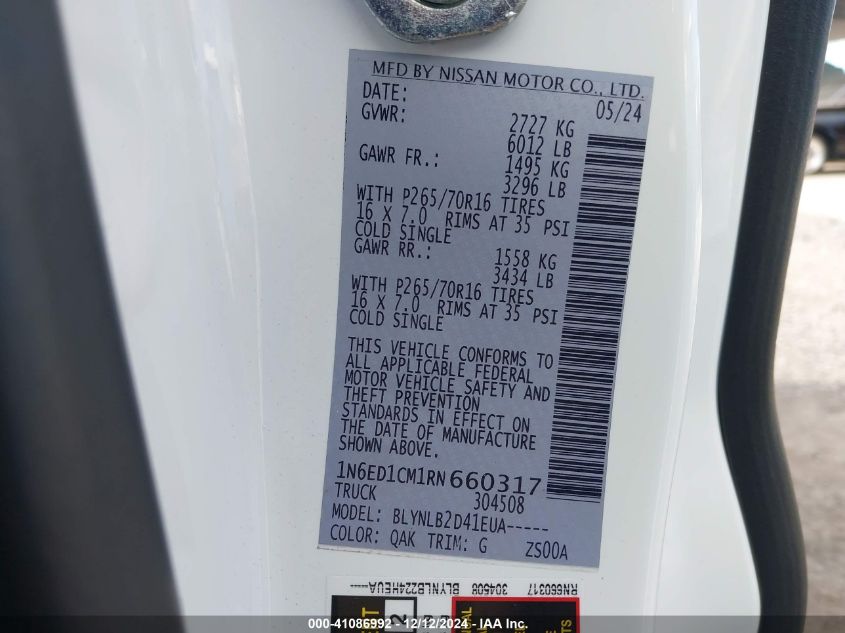 MFD BY NISSAN MOTOR CO., LTD.
DATE: 05/24
GVWR: 2727 KG
6012 LB
GAWR FR.: 1495 KG
3296 LB
WITH P265/70R16 TIRES
16 X 7.0 RIMS AT 35 PSI
COLD SINGLE
GAWR RR.: 1558 KG
3434 LB
WITH P265/70R16 TIRES
16 X 7.0 RIMS AT 35 PSI
COLD SINGLE
THIS VEHICLE CONFORMS TO
ALL APPLICABLE FEDERAL
MOTOR VEHICLE SAFETY AND
THEFT PREVENTION
STANDARDS IN EFFECT ON
THE DATE OF MANUFACTURE
SHOWN ABOVE.
1N6ED1CM1RN660317
TRUCK 304508
MODEL: BLYNLB2D41EUA-----
COLOR: QAK TRIM: G ZS00A
RN660317 304508 BLYNLB224HEUA-----
000-41086992 - 12/12/2024 - IAA Inc.